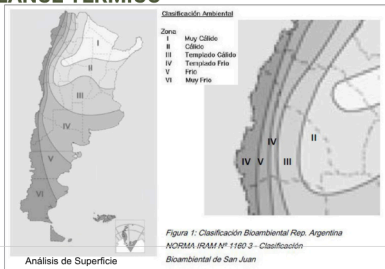 ANCE TÉRMICO
Clasificación Ambiental
Zona
I Muy Cálido
II Cálido
III Templado Cálido
IV Templado Frío
V Frío
VI Muy Frío
I
II
III
IV
V
VI
II
IV
IV V III
Figura 1: Clasificación Bioambiental Rep. Argentina
NORMA IRAM Nº 1160 3 - Clasificación
Bioambiental de San Juan
Análisis de Superficie